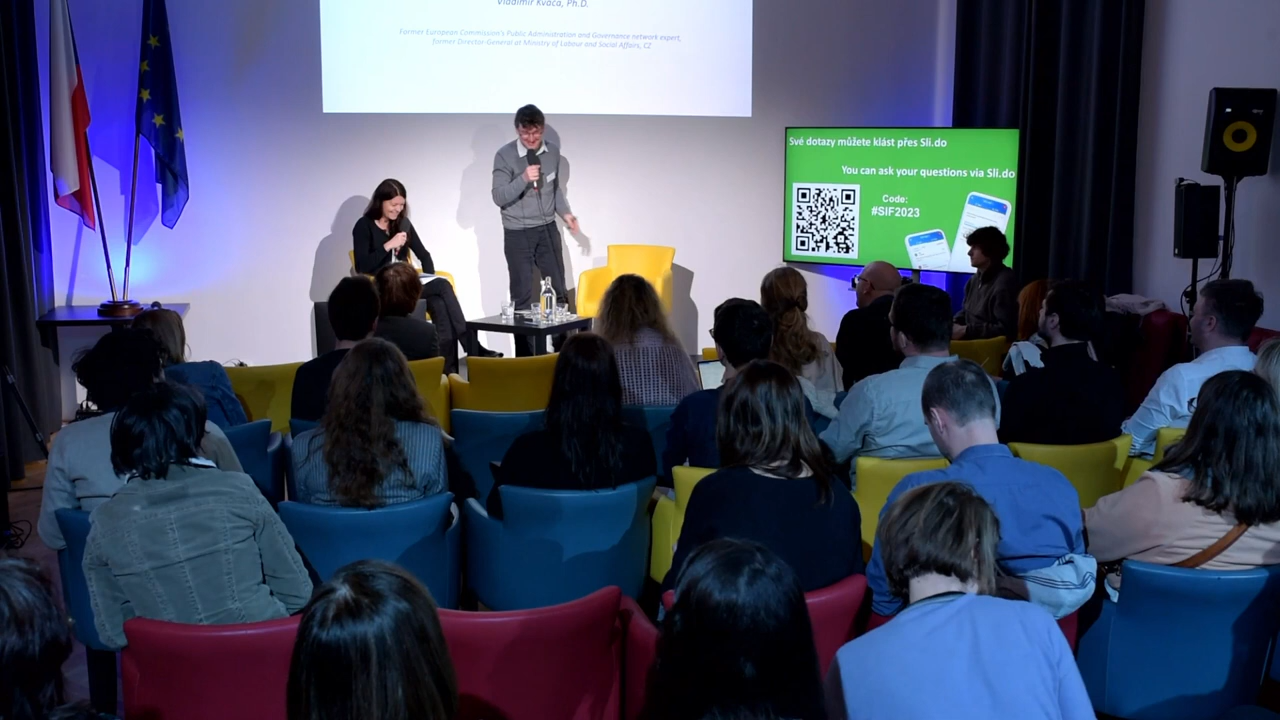 Vladimír Kváča, Ph.D.
Former European Commission's Public Administration and Governance network expert,
former Director-General at Ministry of Labour and Social Affairs, CZ
Své dotazy můžete klást přes Sli.do
You can ask your questions via Sli.do
Code:
#SIF2023